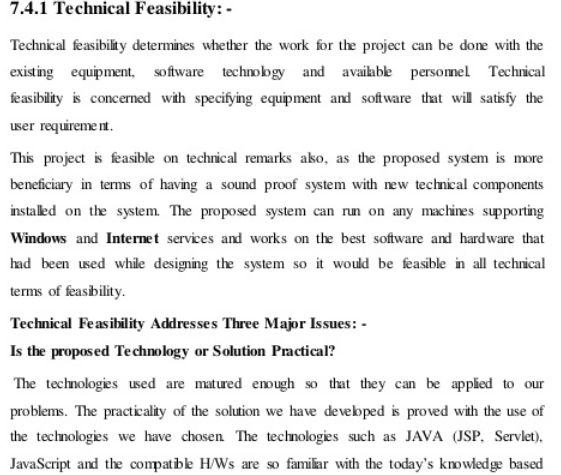 7.4.1 Technical Feasibility: -
Technical feasibility determines whether the work for the project can be done with the
existing equipment, software technology and available personnel. Technical
feasibility is concerned with specifying equipment and software that will satisfy the
user requirement.
This project is feasible on technical remarks also, as the proposed system is more
beneficiary in terms of having a sound proof system with new technical components
installed on the system. The proposed system can run on any machines supporting
Windows and Internet services and works on the best software and hardware that
had been used while designing the system so it would be feasible in all technical
terms of feasibility.
Technical Feasibility Addresses Three Major Issues: -
Is the proposed Technology or Solution Practical?
The technologies used are matured enough so that they can be applied to our
problems. The practicality of the solution we have developed is proved with the use of
the technologies we have chosen. The technologies such as JAVA (JSP, Servlet),
JavaScript and the compatible H/Ws are so familiar with the today's knowledge based